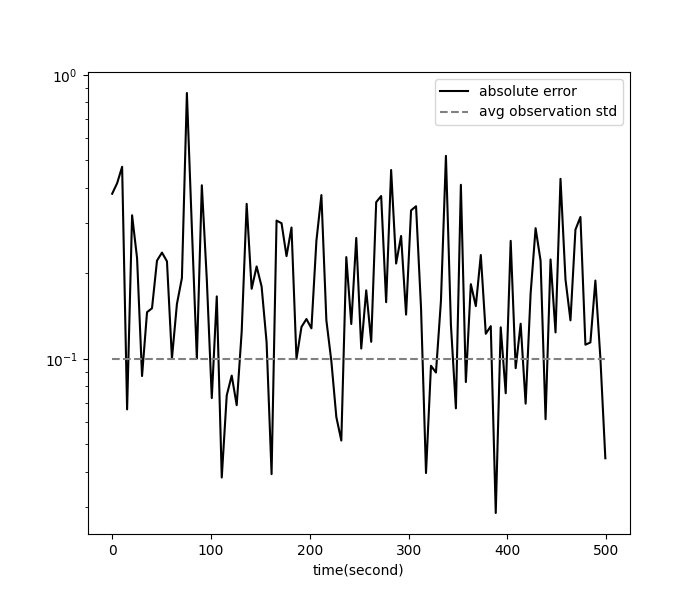 absolute error
avg observation std
10⁰
10⁻¹
0 100 200 300 400 500
time(second)